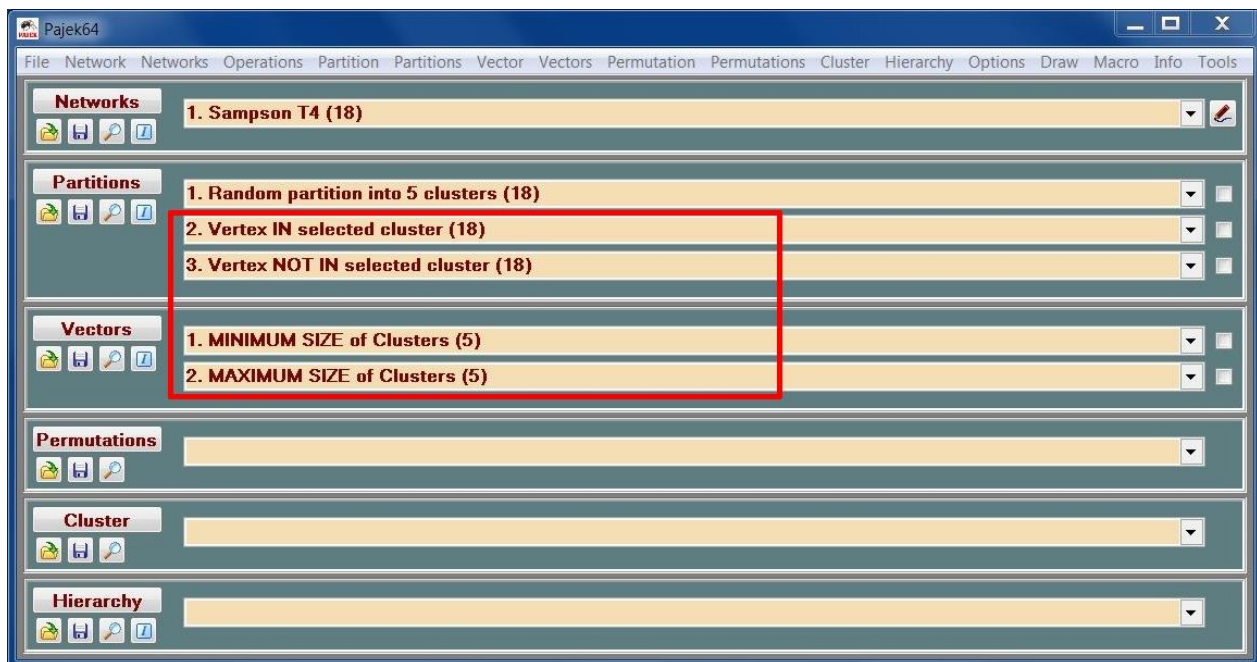 Pajek64
File Network Networks Operations Partition Partitions Vector Vectors Permutation Permutations Cluster Hierarchy Options Draw Macro Info Tools
Networks
1. Sampson T4 (18)
Partitions
1. Random partition into 5 clusters (18)
2. Vertex IN selected cluster (18)
3. Vertex NOT IN selected cluster (18)
Vectors
1. MINIMUM SIZE of Clusters (5)
2. MAXIMUM SIZE of Clusters (5)
Permutations
Cluster
Hierarchy